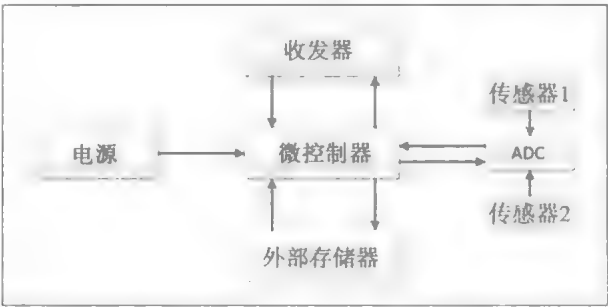 收发器
传感器1
电源
微控制器
ADC
传感器2
外部存储器